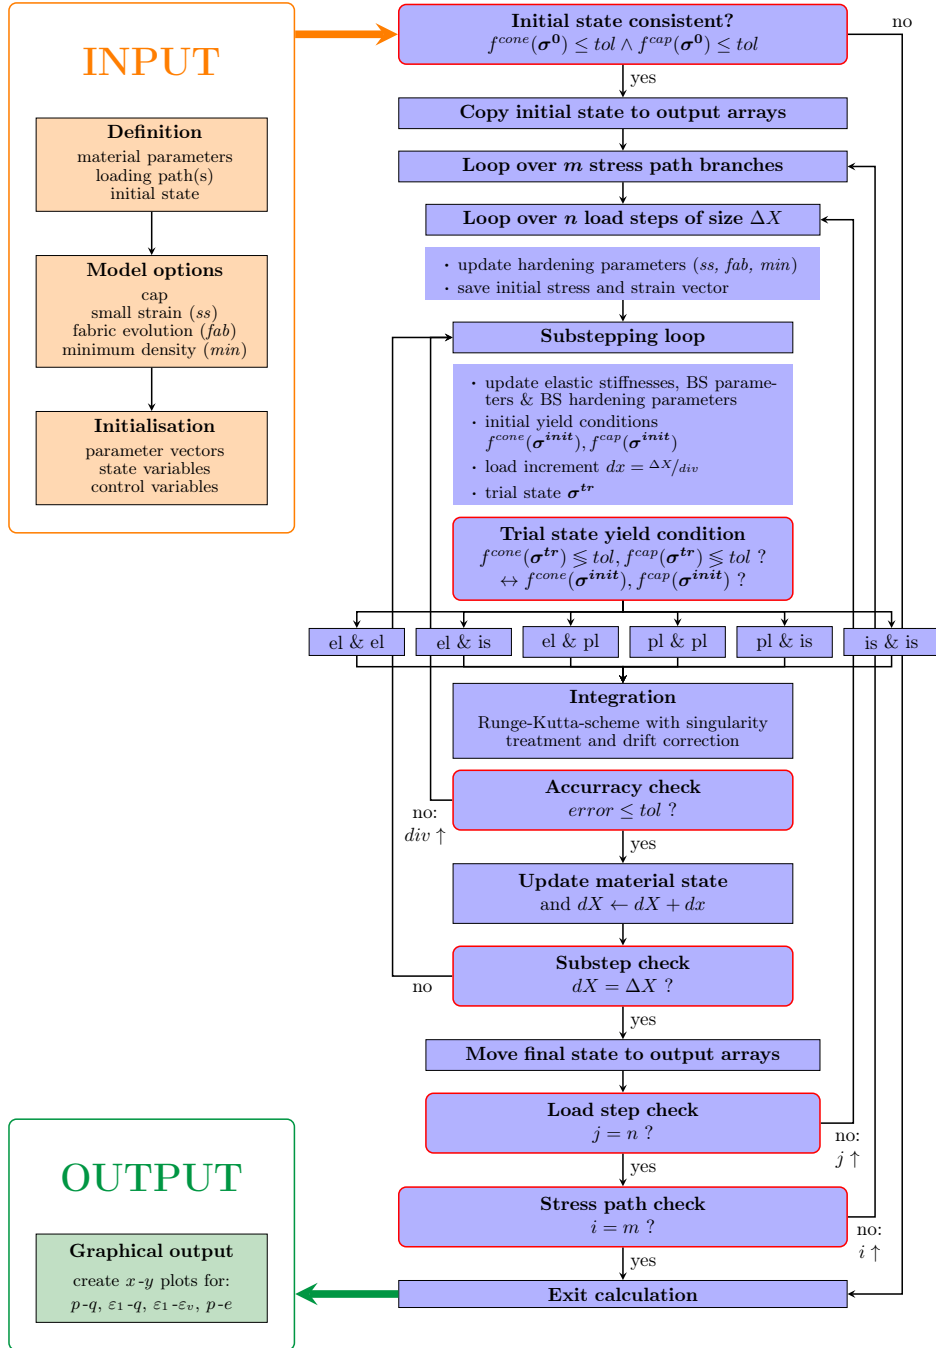 INPUT
Definition
material parameters
loading path(s)
initial state
Model options
cap
small strain (ss)
fabric evolution (fab)
minimum density (min)
Initialisation
parameter vectors
state variables
control variables
Initial state consistent?
f^{cone}(σ^0) ≤ tol ∧ f^{cap}(σ^0) ≤ tol
no
yes
Copy initial state to output arrays
Loop over m stress path branches
Loop over n load steps of size ΔX
· update hardening parameters (ss, fab, min)
· save initial stress and strain vector
Substepping loop
· update elastic stiffnesses, BS parame-
ters & BS hardening parameters
· initial yield conditions
f^{cone}(σ^{init}), f^{cap}(σ^{init})
· load increment dx = ΔX/div
· trial state σ^{tr}
Trial state yield condition
f^{cone}(σ^{tr}) ≶ tol, f^{cap}(σ^{tr}) ≶ tol ?
↔ f^{cone}(σ^{init}), f^{cap}(σ^{init}) ?
el & el
el & is
el & pl
pl & pl
pl & is
is & is
Integration
Runge-Kutta-scheme with singularity
treatment and drift correction
Accurracy check
error ≤ tol ?
no:
div ↑
yes
Update material state
and dX ← dX + dx
Substep check
dX = ΔX ?
no
yes
Move final state to output arrays
Load step check
j = n ?
no:
j ↑
yes
Stress path check
i = m ?
no:
i ↑
yes
Exit calculation
OUTPUT
Graphical output
create x-y plots for:
p-q, ε₁-q, ε₁-εᵥ, p-e